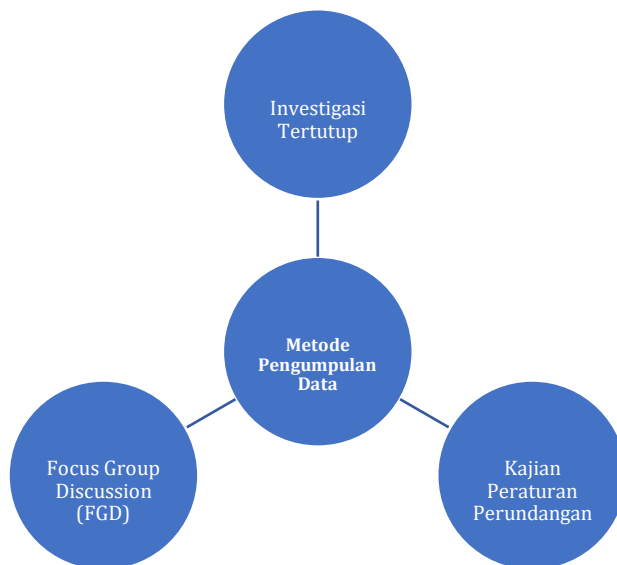 Investigasi
Tertutup
Metode
Pengumpulan
Data
Focus Group
Discussion
(FGD)
Kajian
Peraturan
Perundangan